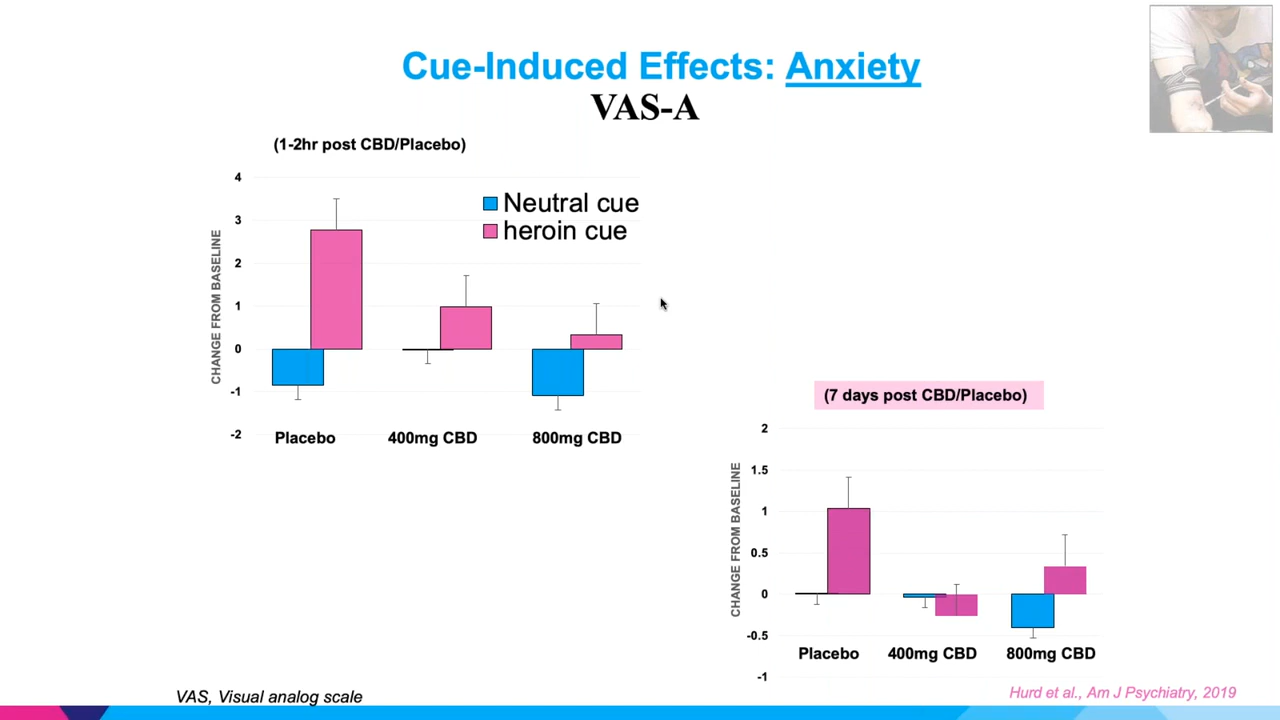 Cue-Induced Effects: Anxiety
VAS-A
(1-2hr post CBD/Placebo)
4
3
2
1
0
-1
-2
CHANGE FROM BASELINE
Neutral cue
heroin cue
Placebo
400mg CBD
800mg CBD
(7 days post CBD/Placebo)
2
1.5
1
0.5
0
-0.5
-1
CHANGE FROM BASELINE
Placebo
400mg CBD
800mg CBD
VAS, Visual analog scale
Hurd et al., Am J Psychiatry, 2019